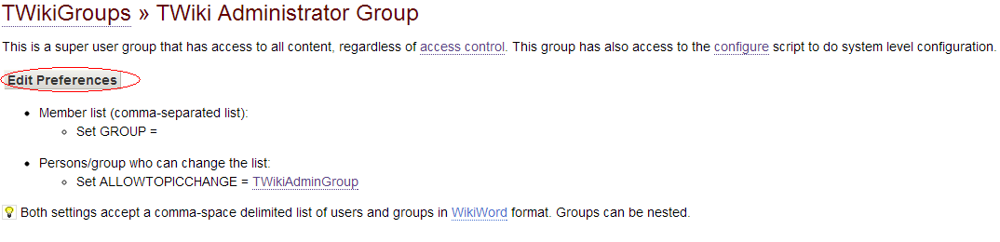 TWikiGroups » TWiki Administrator Group
This is a super user group that has access to all content, regardless of access control. This group has also access to the configure script to do system level configuration.
Edit Preferences
• Member list (comma-separated list):
◦ Set GROUP =
• Persons/group who can change the list:
◦ Set ALLOWTOPICCHANGE = TWikiAdminGroup
Both settings accept a comma-space delimited list of users and groups in WikiWord format. Groups can be nested.